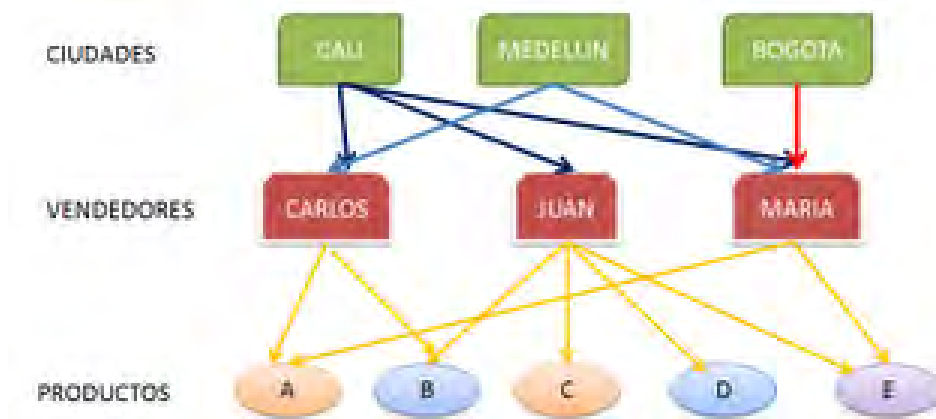 CIUDADES CALI MEDELLIN BOGOTA
VENDEDORES CARLOS JUAN MARIA
PRODUCTOS A B C D E